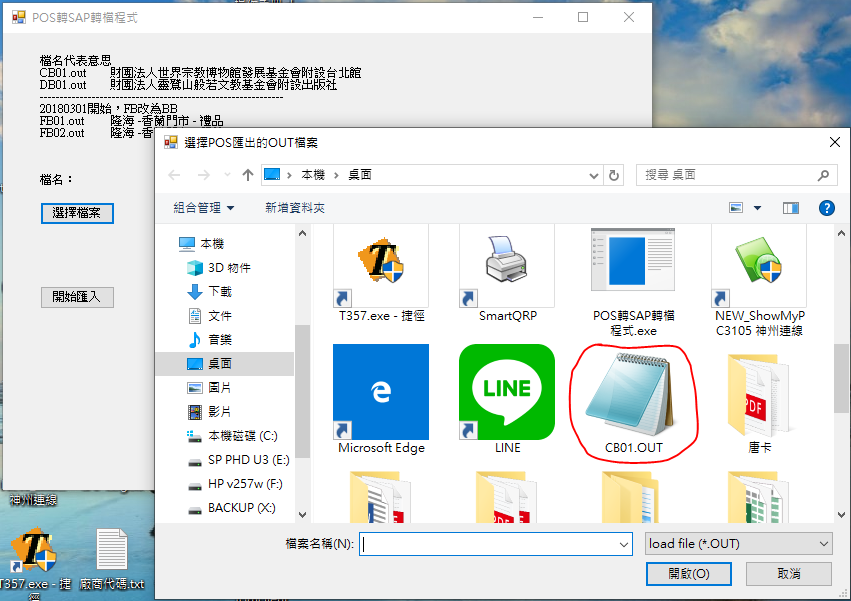 POS轉SAP轉檔程式
檔名代表意思
CB01.out 財團法人世界宗教博物館發展基金會附設台北館
DB01.out 財團法人靈鷲山般若文教基金會附設出版社
--------------------------------------------------------
20180301開始，FB改為BB
FB01.out 隆海 -香蘭門市 - 禮品
FB02.out 隆海 -香
檔名：
選擇檔案
開始匯入
選擇POS匯出的OUT檔案
本機 > 桌面
搜尋 桌面
組合管理
新增資料夾
本機
3D 物件
下載
文件
音樂
桌面
圖片
影片
本機磁碟 (C:)
SP PHD U3 (E:)
HP v257w (F:)
BACKUP (X:)
T357.exe - 捷徑
SmartQRP
POS轉SAP轉檔
程式.exe
NEW_ShowMyP
C3105 神州連線
Microsoft Edge
LINE
LINE
CB01.OUT
PDF
唐卡
檔案名稱(N):
load file (*.OUT)
開啟(O)
取消
神州連線
T357.exe - 捷
徑
廠商代碼.txt